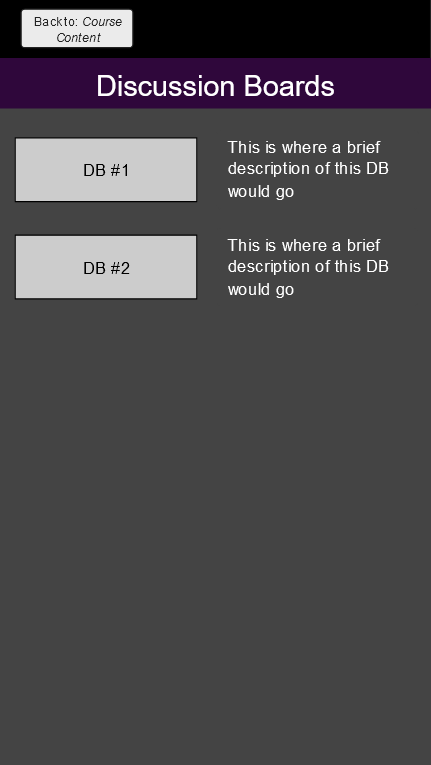 Backto: Course
Content
Discussion Boards
DB #1
This is where a brief
description of this DB
would go
DB #2
This is where a brief
description of this DB
would go